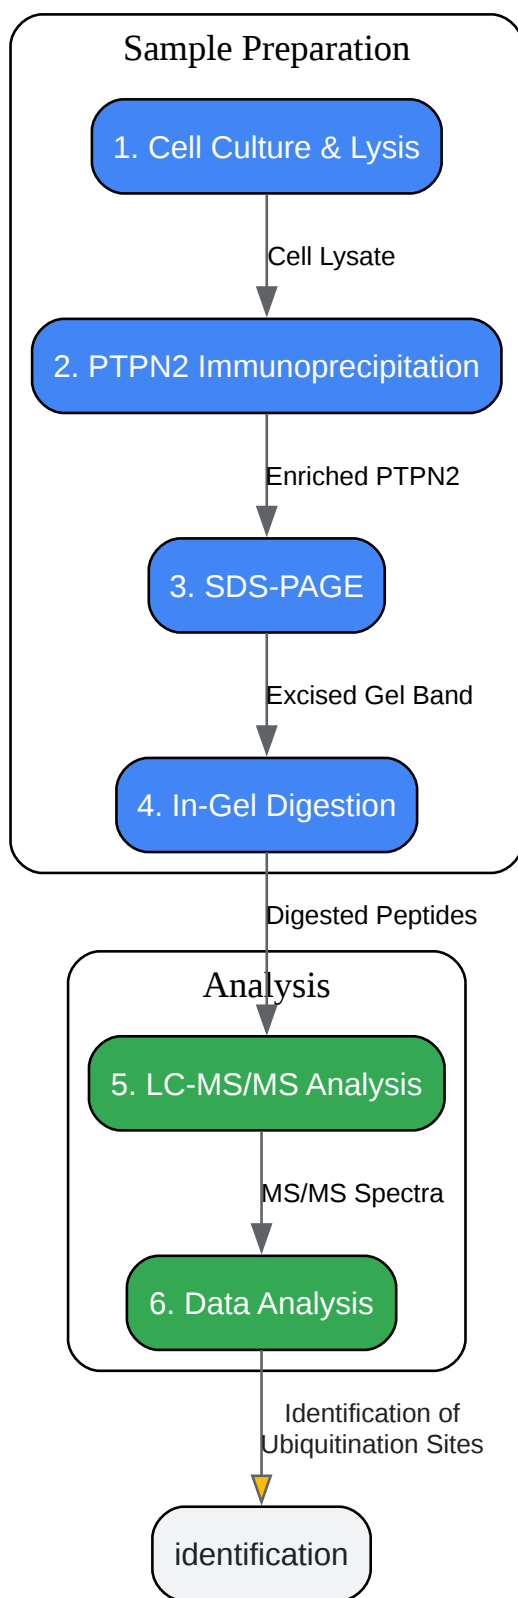 Sample Preparation
1. Cell Culture & Lysis
Cell Lysate
2. PTPN2 Immunoprecipitation
Enriched PTPN2
3. SDS-PAGE
Excised Gel Band
4. In-Gel Digestion
Digested Peptides
Analysis
5. LC-MS/MS Analysis
MS/MS Spectra
6. Data Analysis
Identification of
Ubiquitination Sites
identification